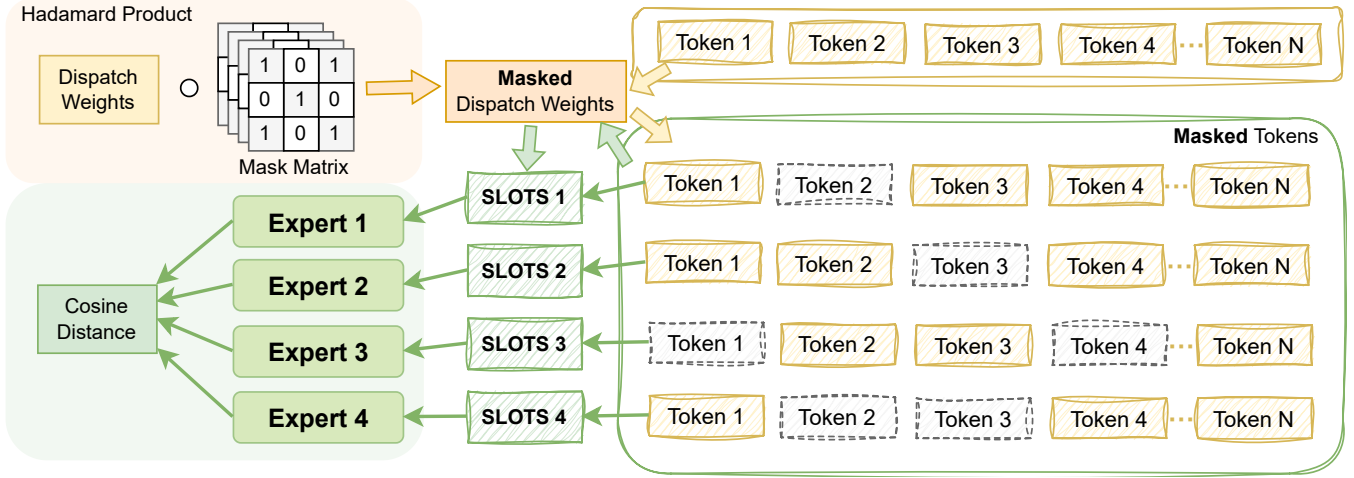 Hadamard Product
Dispatch
Weights
1 0 1
0 1 0
1 0 1
Mask Matrix
Masked
Dispatch Weights
Token 1 Token 2 Token 3 Token 4 Token N
Masked Tokens
SLOTS 1 Token 1 Token 2 Token 3 Token 4 Token N
SLOTS 2 Token 1 Token 2 Token 3 Token 4 Token N
SLOTS 3 Token 1 Token 2 Token 3 Token 4 Token N
SLOTS 4 Token 1 Token 2 Token 3 Token 4 Token N
Expert 1
Expert 2
Expert 3
Expert 4
Cosine
Distance